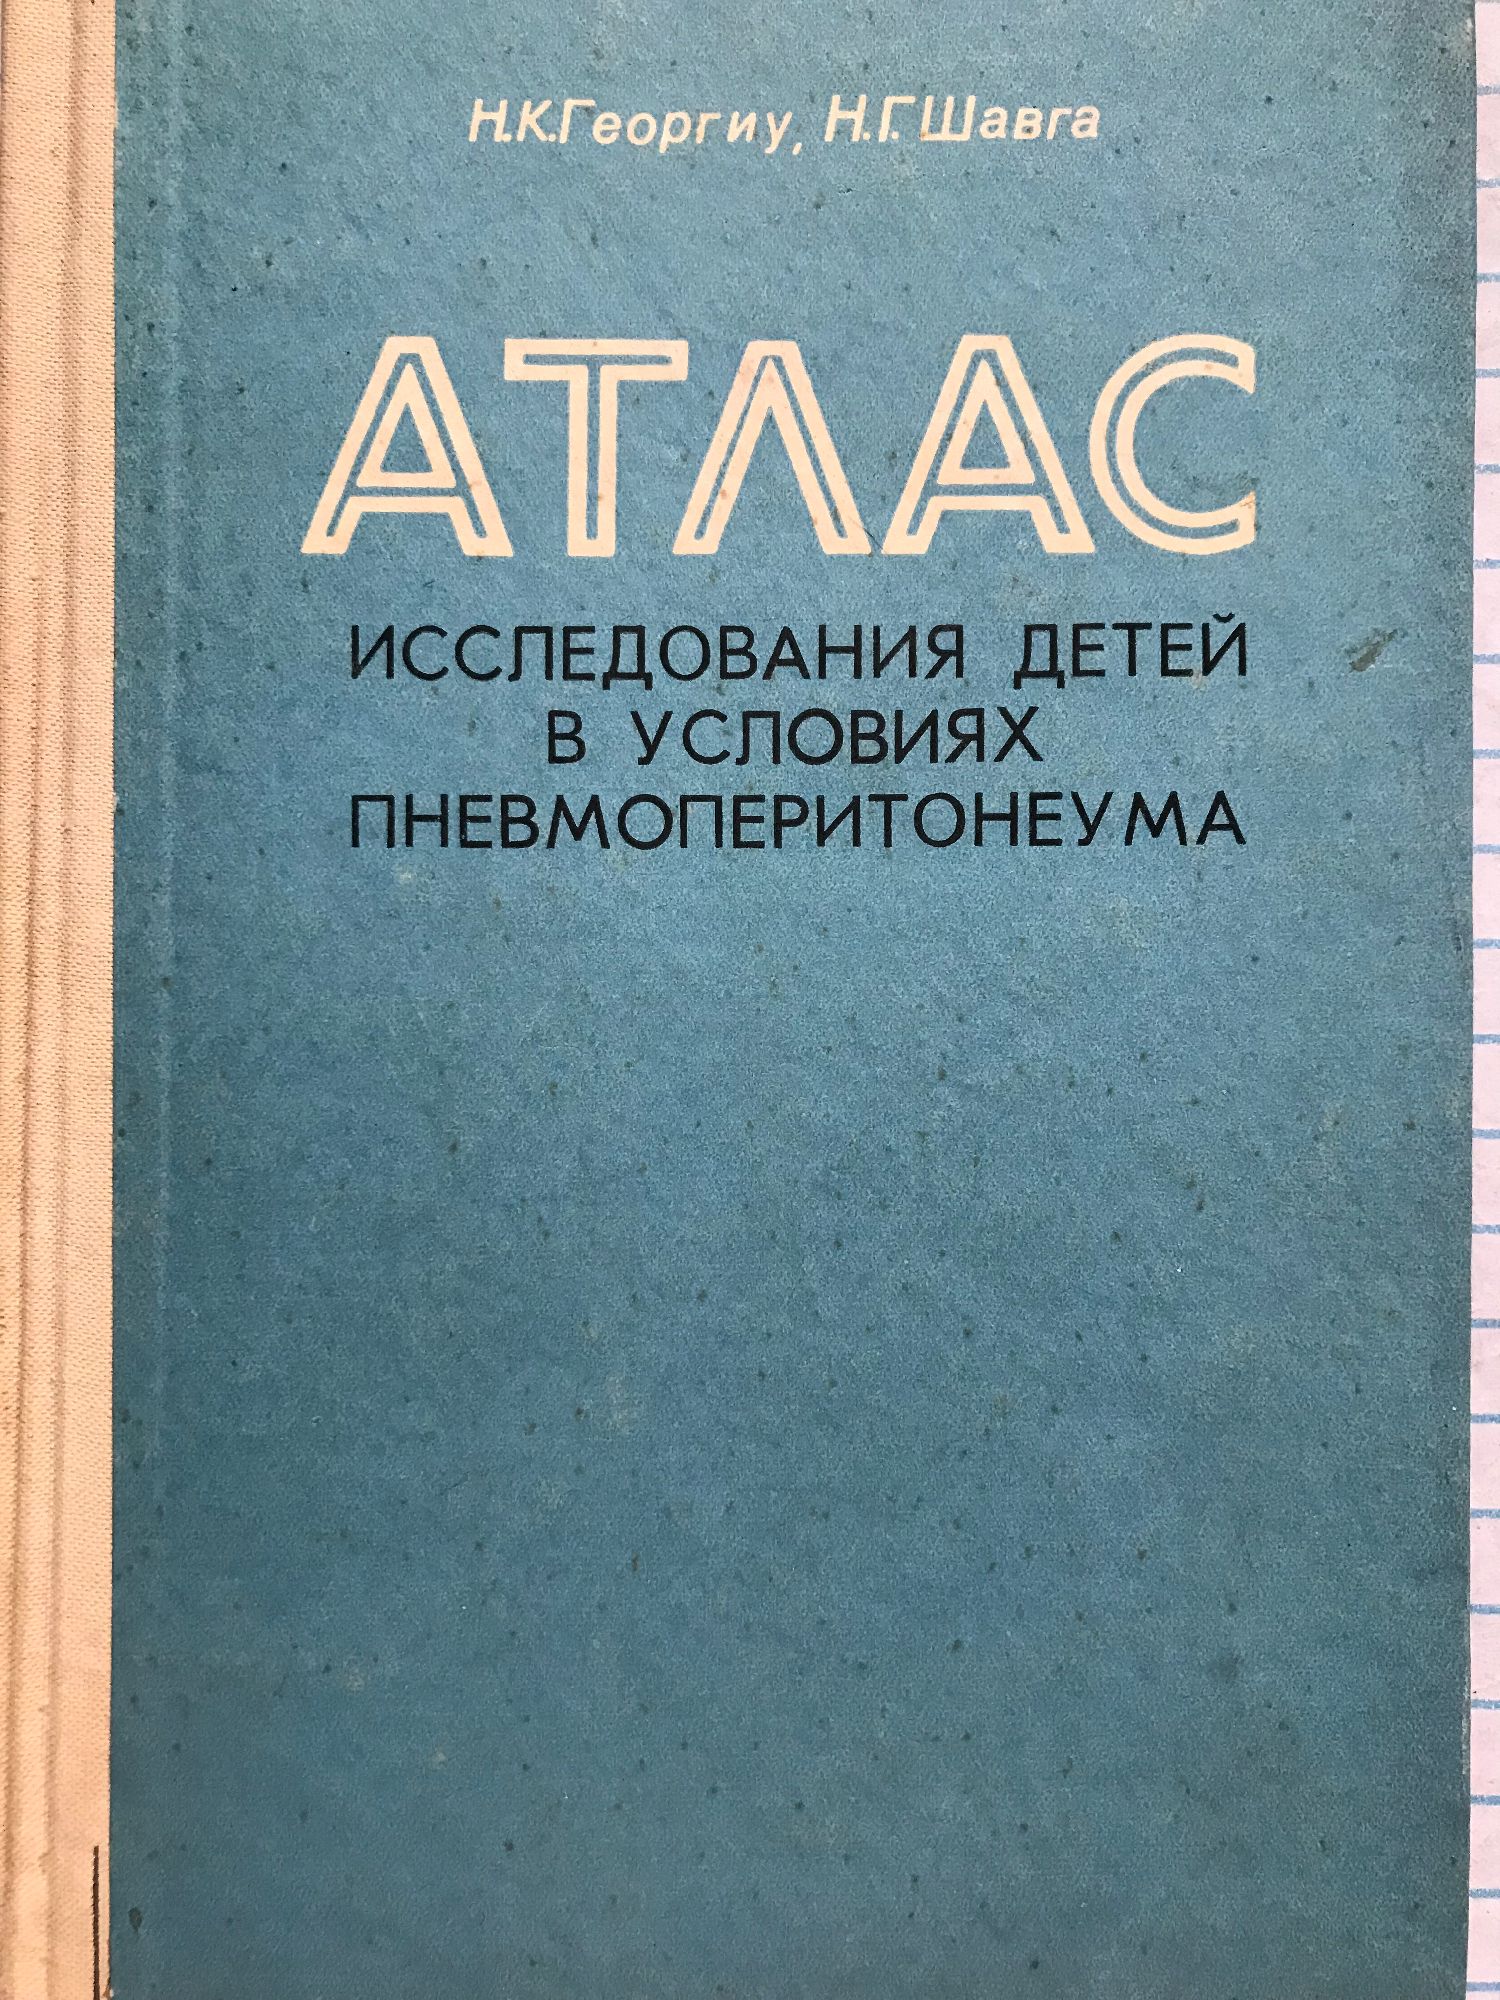 Н.К.Георгиу, Н.Г.Шавга
АТЛАС
ИССЛЕДОВАНИЯ ДЕТЕЙ
В УСЛОВИЯХ
ПНЕВМОПЕРИТОНЕУМА